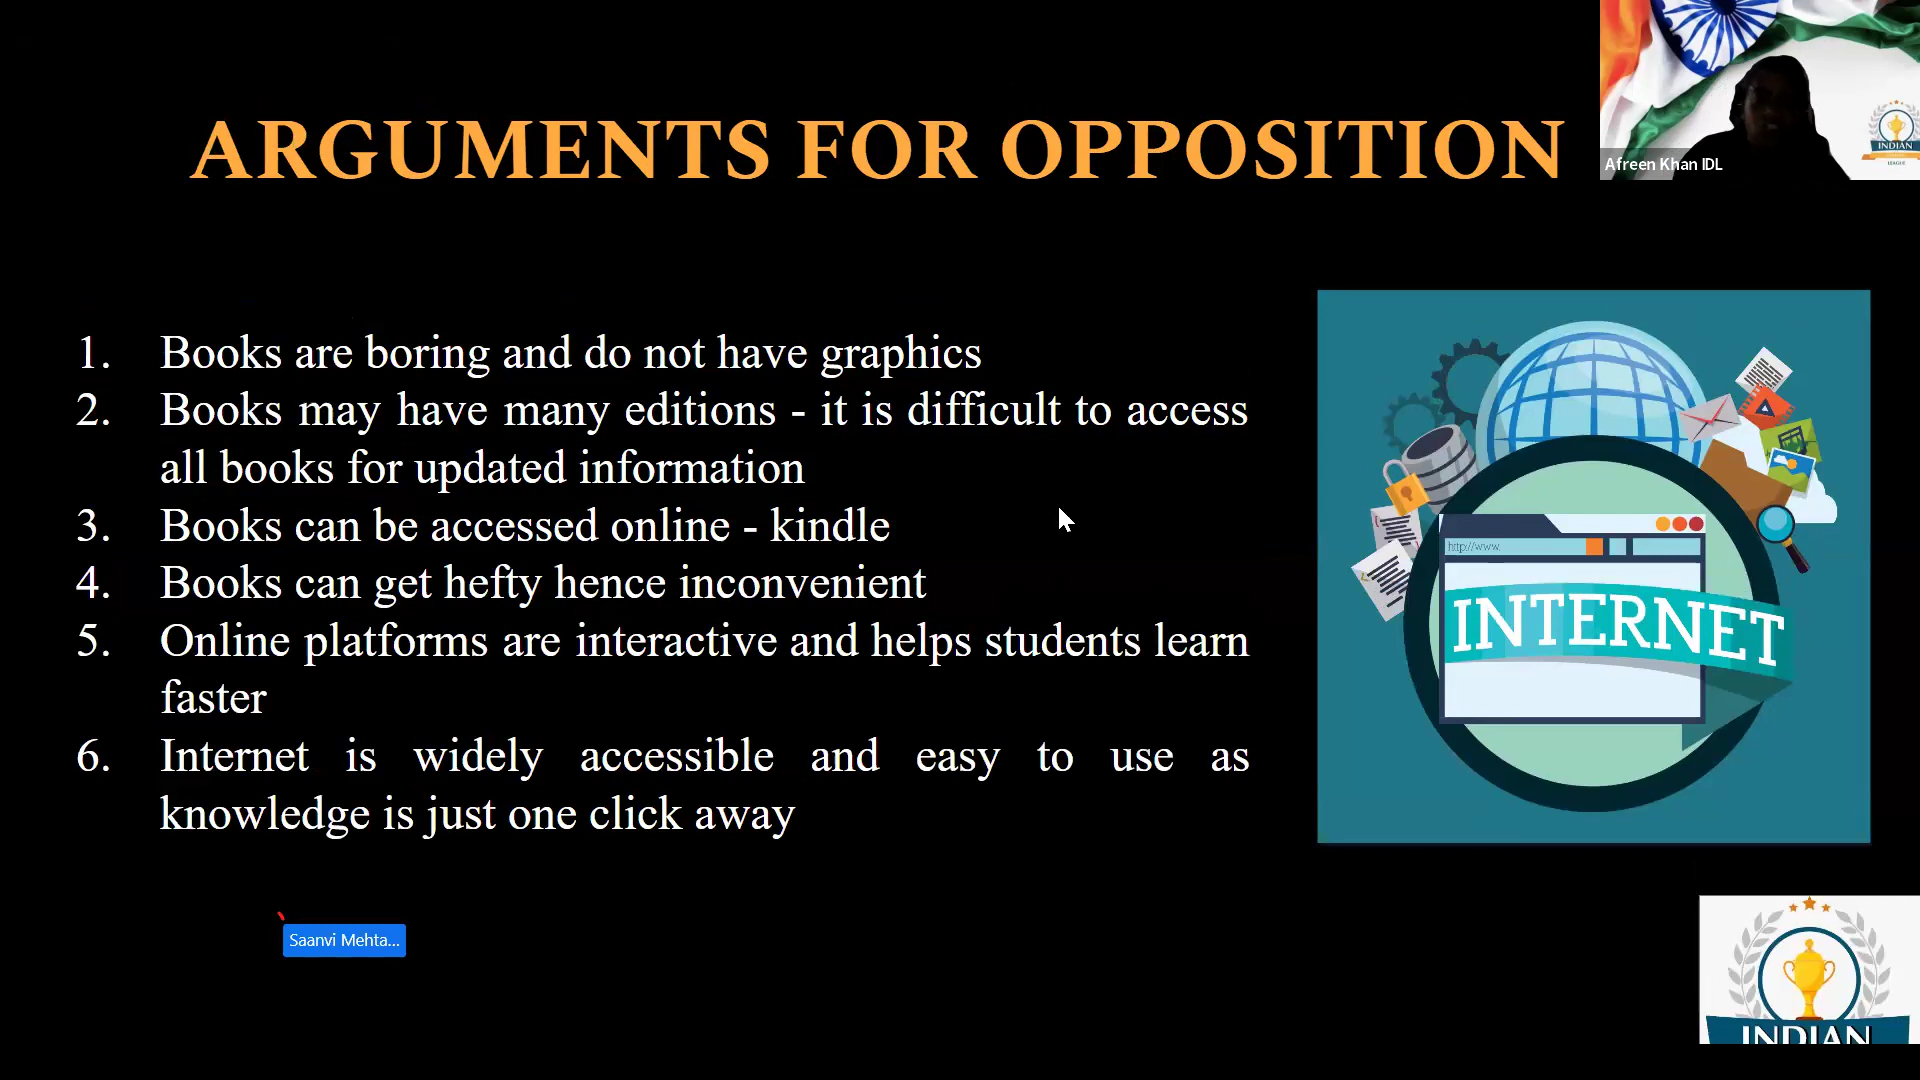 ARGUMENTS FOR OPPOSITION
Afreen Khan IDL
INDIAN
LEAGUE
1. Books are boring and do not have graphics
2. Books may have many editions - it is difficult to access
all books for updated information
3. Books can be accessed online - kindle
4. Books can get hefty hence inconvenient
5. Online platforms are interactive and helps students learn
faster
6. Internet is widely accessible and easy to use as
knowledge is just one click away
http://www.
INTERNET
Saanvi Mehta...
INDIAN